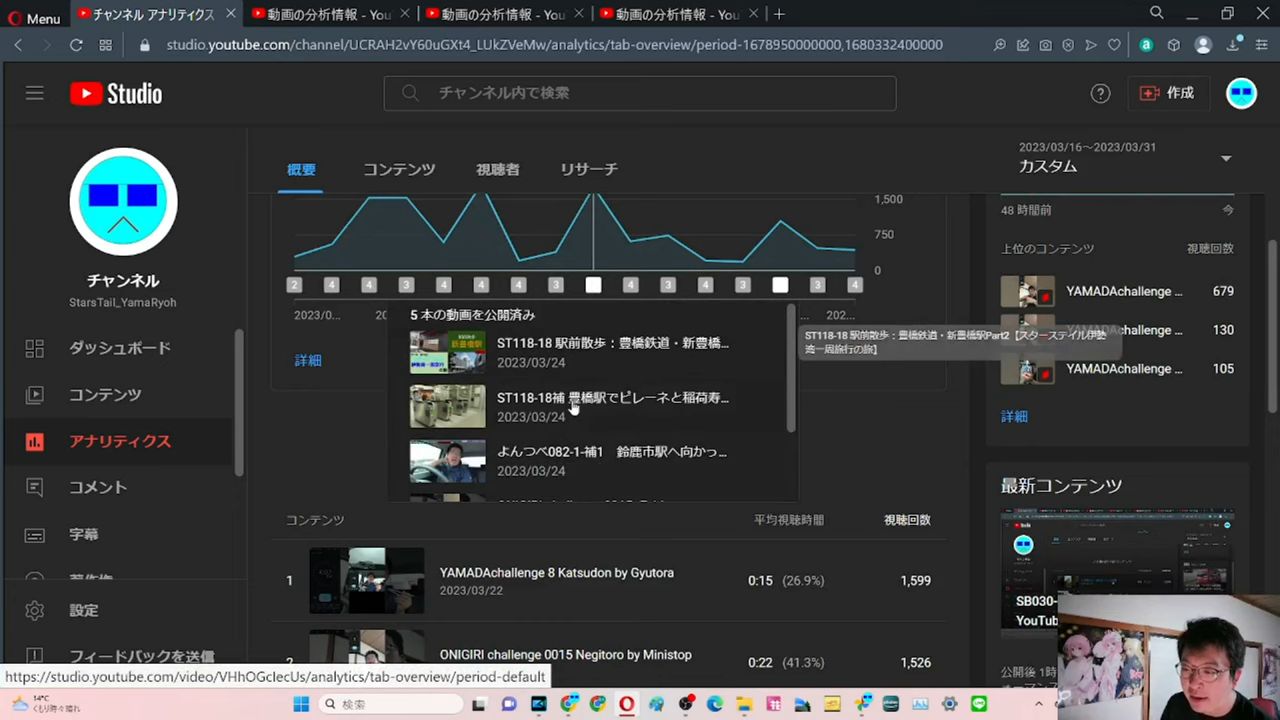 Menu
チャンネル アナリティクス
動画の分析情報 - You
動画の分析情報 - You
動画の分析情報 - You
studio.youtube.com/channel/UCRAH2vY60uGXt4_LUkZVeMw/analytics/tab-overview/period-1678950000000,1680332400000
Studio
チャンネル内で検索
作成
概要
コンテンツ
視聴者
リサーチ
2023/03/16～2023/03/31
カスタム
チャンネル
StarsTail_YamaRyoh
ダッシュボード
コンテンツ
アナリティクス
コメント
字幕
設定
フィードバックを送信
1,500
750
0
2 4 4 3 4 4 4 3 4 3 4 3 3 4
2023/0...
202...
詳細
5 本の動画を公開済み
ST118-18 駅前散歩：豊橋鉄道・新豊橋...
2023/03/24
ST118-18補 豊橋駅でピレーネと稲荷寿...
2023/03/24
よんつべ082-1-補1 鈴鹿市駅へ向かっ...
2023/03/24
ST118-18 駅前散歩：豊橋鉄道・新豊橋駅Part2【スターステイル伊勢
湾一周旅行の旅】
コンテンツ
平均視聴時間
視聴回数
1
YAMADAchallenge 8 Katsudon by Gyutora
2023/03/22
0:15 (26.9%)
1,599
ONIGIRI challenge 0015 Negitoro by Ministop
0:22 (41.3%)
1,526
48 時間前
今
上位のコンテンツ
視聴回数
YAMADAchallenge ...
679
130
105
詳細
最新コンテンツ
SB030-
YouTub
公開後 1時
https://studio.youtube.com/video/VHhOGcIecUs/analytics/tab-overview/period-default
14°C
くもり時々晴れ
検索